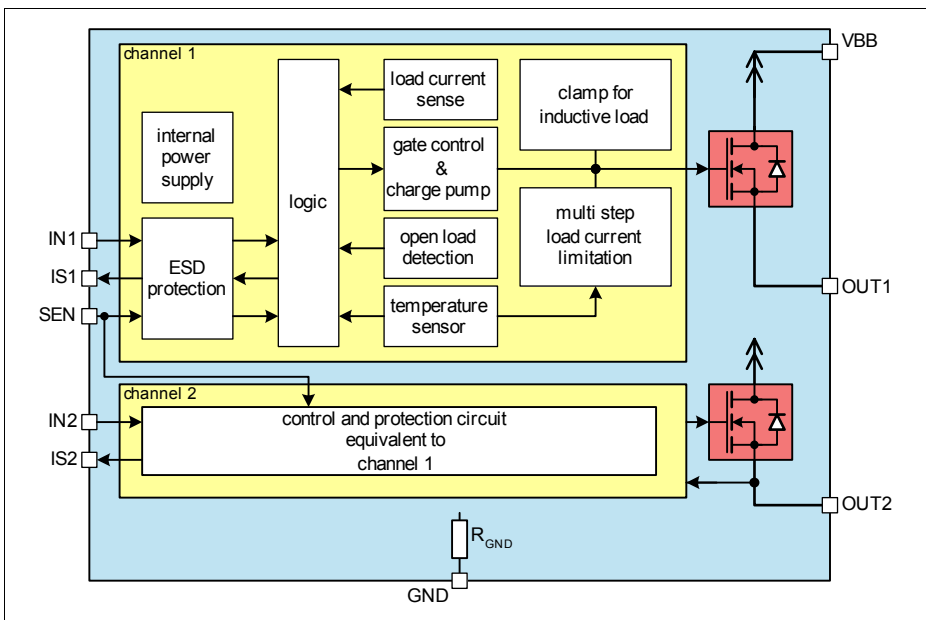 channel 1
VBB
load current
sense
clamp for
inductive load
internal
power
supply
gate control
&
charge pump
logic
multi step
load current
limitation
IN1
ESD
protection
open load
detection
IS1
OUT1
SEN
temperature
sensor
channel 2
IN2
control and protection circuit
equivalent to
channel 1
IS2
OUT2
RGND
GND